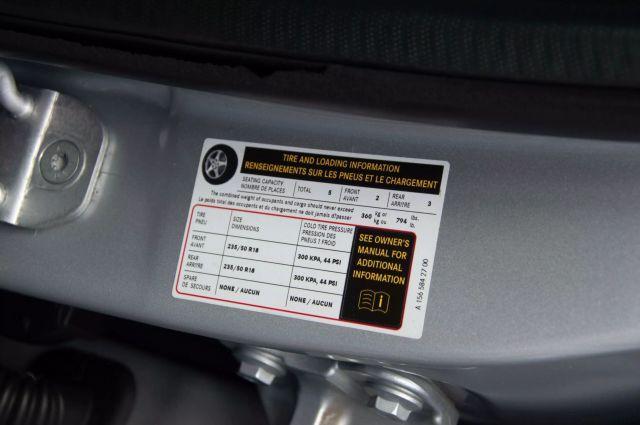 TIRE AND LOADING INFORMATION
RENSEIGNEMENTS SUR LES PNEUS ET LE CHARGEMENT
SEATING CAPACITY
NOMBRE DE PLACES
TOTAL 5
FRONT
AVANT
2
REAR
ARRIÈRE
3
The combined weight of occupants and cargo should never exceed 360 kg or 794 lbs.
Le poids total des occupants et du chargement ne doit jamais dépasser kg ou lb.
TIRE
PNEU
SIZE
DIMENSIONS
COLD TIRE PRESSURE
PRESSION DES
PNEUS À FROID
FRONT
AVANT
235/50 R18
300 KPA, 44 PSI
REAR
ARRIÈRE
235/50 R18
300 KPA, 44 PSI
SPARE
DE SECOURS
NONE / AUCUN
NONE / AUCUN
SEE OWNER'S
MANUAL FOR
ADDITIONAL
INFORMATION
i
A 156 584 27 00